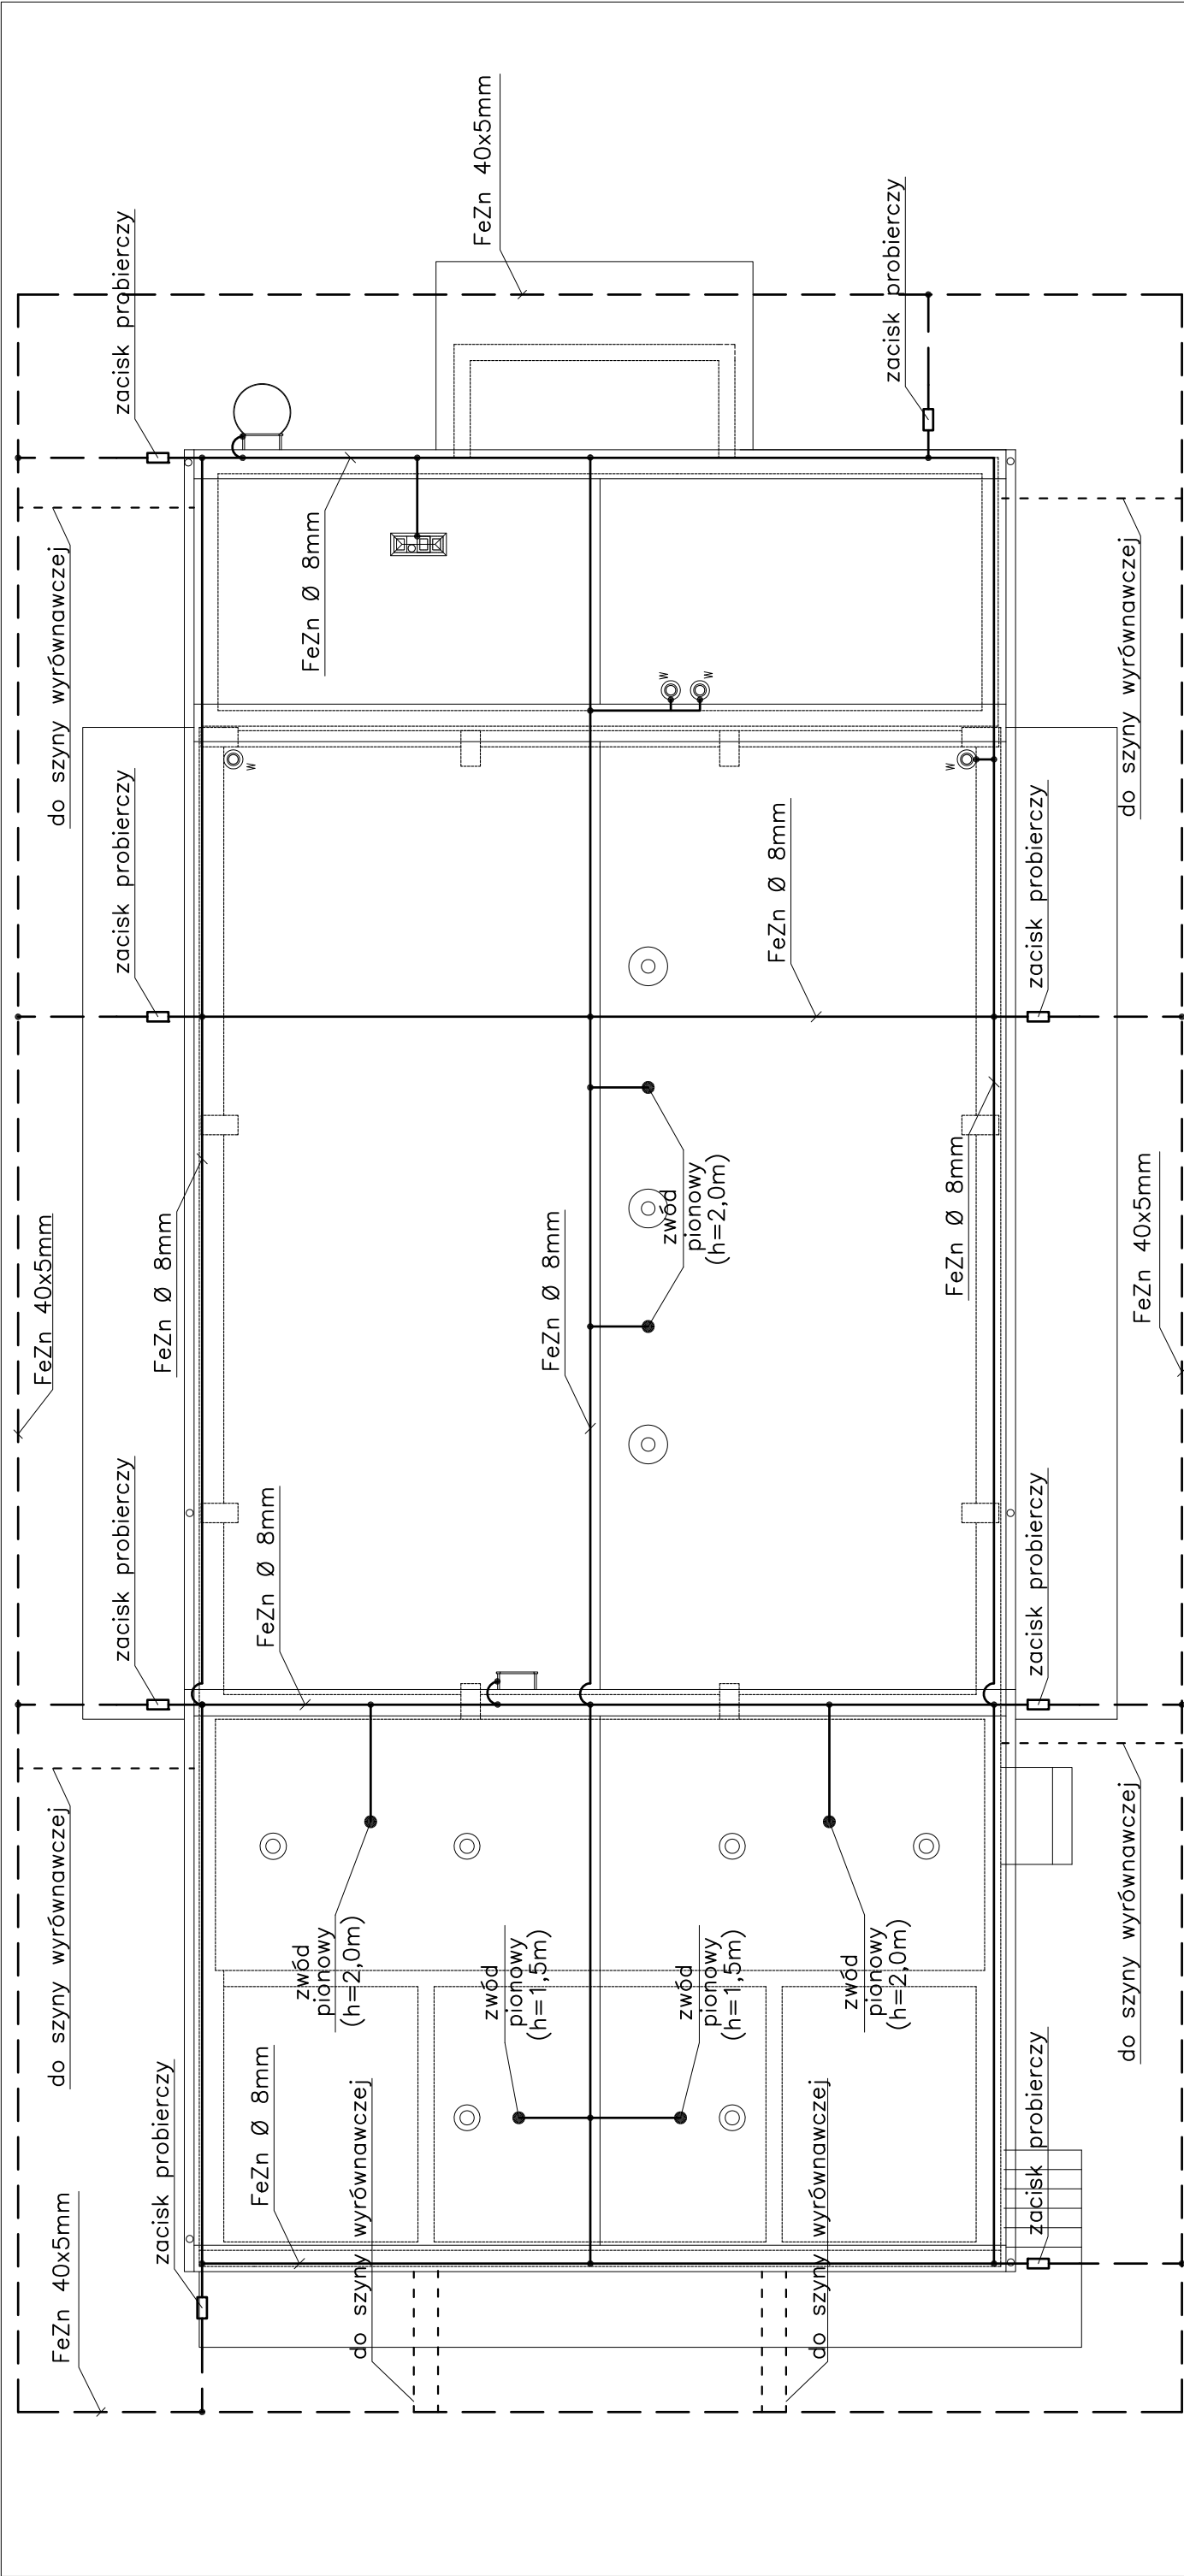 FeZn 40x5mm
zacisk probierczy
zacisk probierczy
FeZn Ø 8mm
do szyny wyrównawczej
do szyny wyrównawczej
W
W
W
W
zacisk probierczy
zacisk probierczy
FeZn Ø 8mm
FeZn 40x5mm
FeZn Ø 8mm
FeZn Ø 8mm
zwód
pionowy
(h=2,0m)
FeZn Ø 8mm
FeZn 40x5mm
zacisk probierczy
FeZn Ø 8mm
zacisk probierczy
do szyny wyrównawczej
zwód
pionowy
(h=2,0m)
zwód
pionowy
(h=1,5m)
zwód
pionowy
(h=1,5m)
zwód
pionowy
(h=2,0m)
do szyny wyrównawczej
FeZn 40x5mm
zacisk probierczy
FeZn Ø 8mm
do szyny wyrównawczej
do szyny wyrównawczej
zacisk probierczy